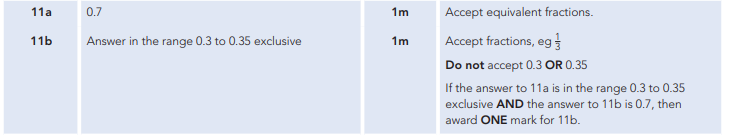 11a 0.7 1m Accept equivalent fractions.
11b Answer in the range 0.3 to 0.35 exclusive 1m Accept fractions, eg 1/3
Do not accept 0.3 OR 0.35
If the answer to 11a is in the range 0.3 to 0.35
exclusive AND the answer to 11b is 0.7, then
award ONE mark for 11b.